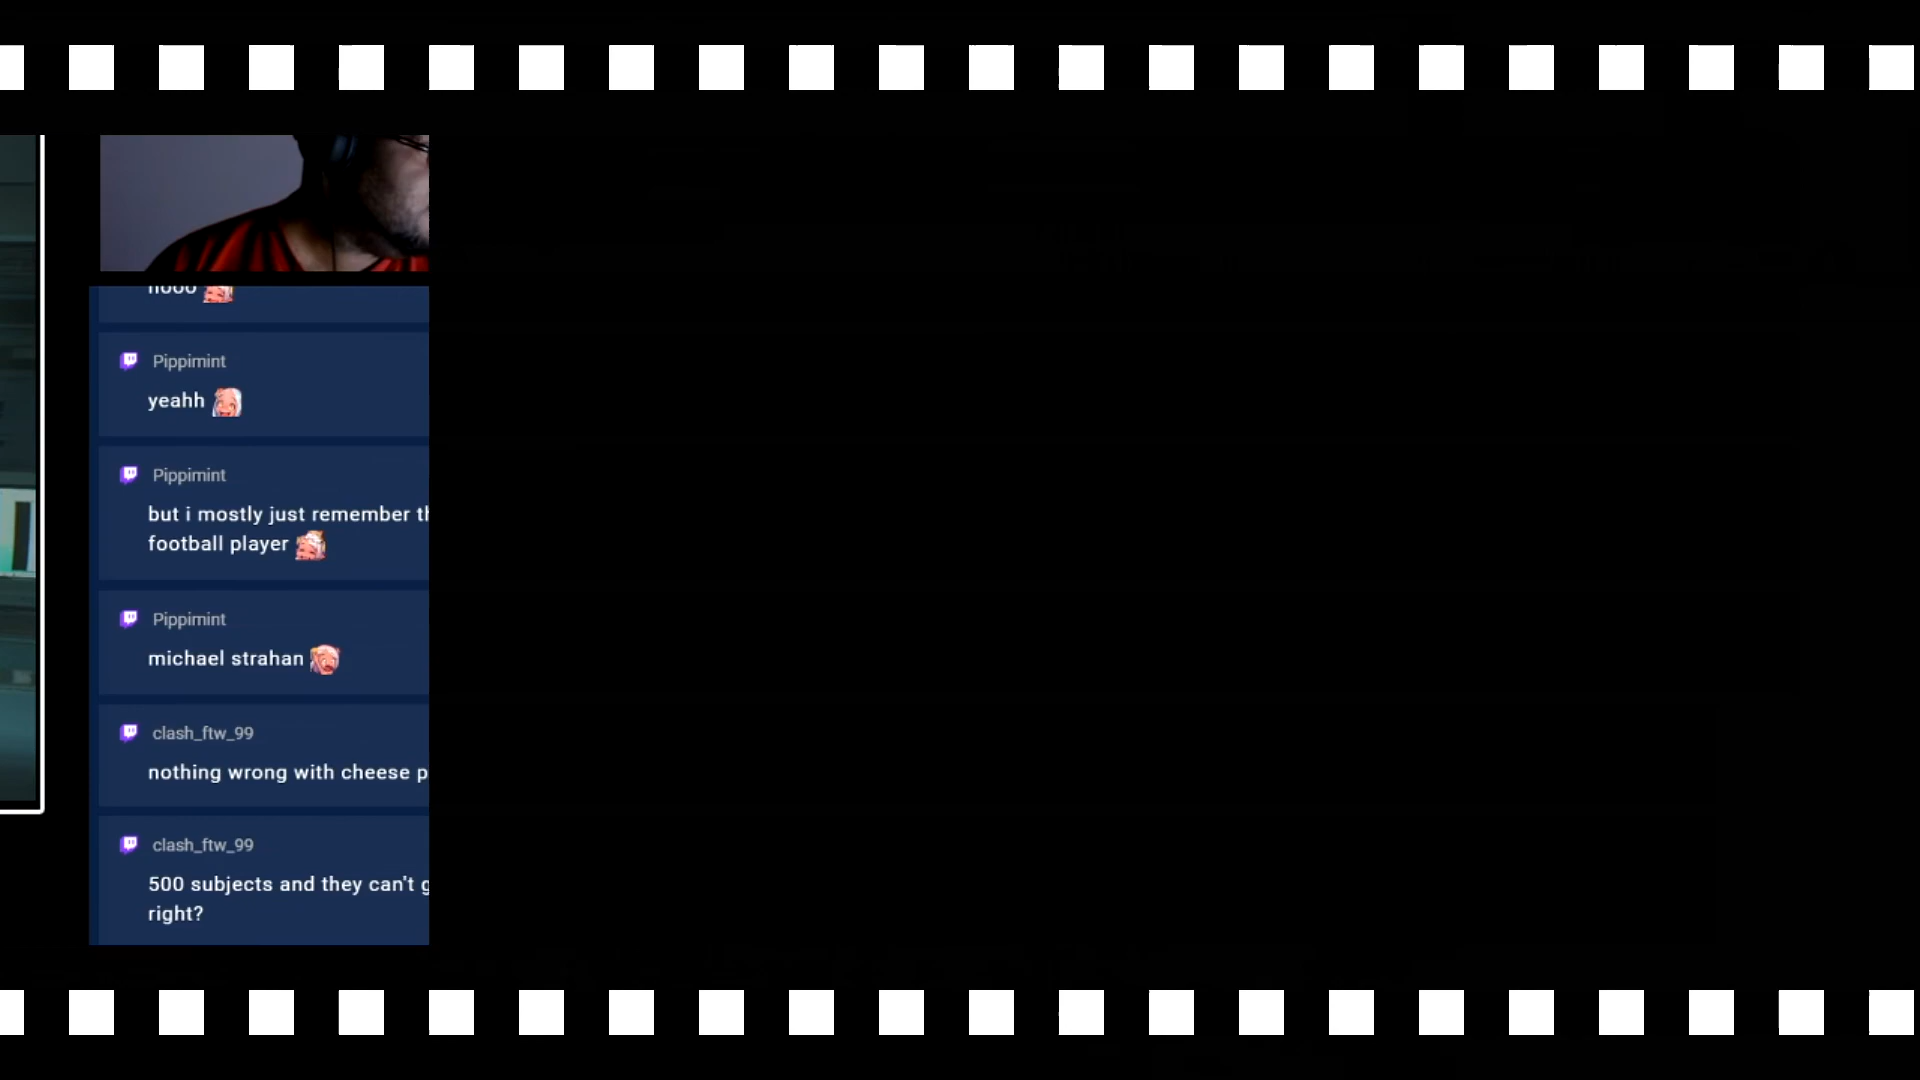 nooo
Pippimint
yeahh
Pippimint
but i mostly just remember
football player
Pippimint
michael strahan
clash_ftw_99
nothing wrong with cheese
clash_ftw_99
500 subjects and they can't
right?